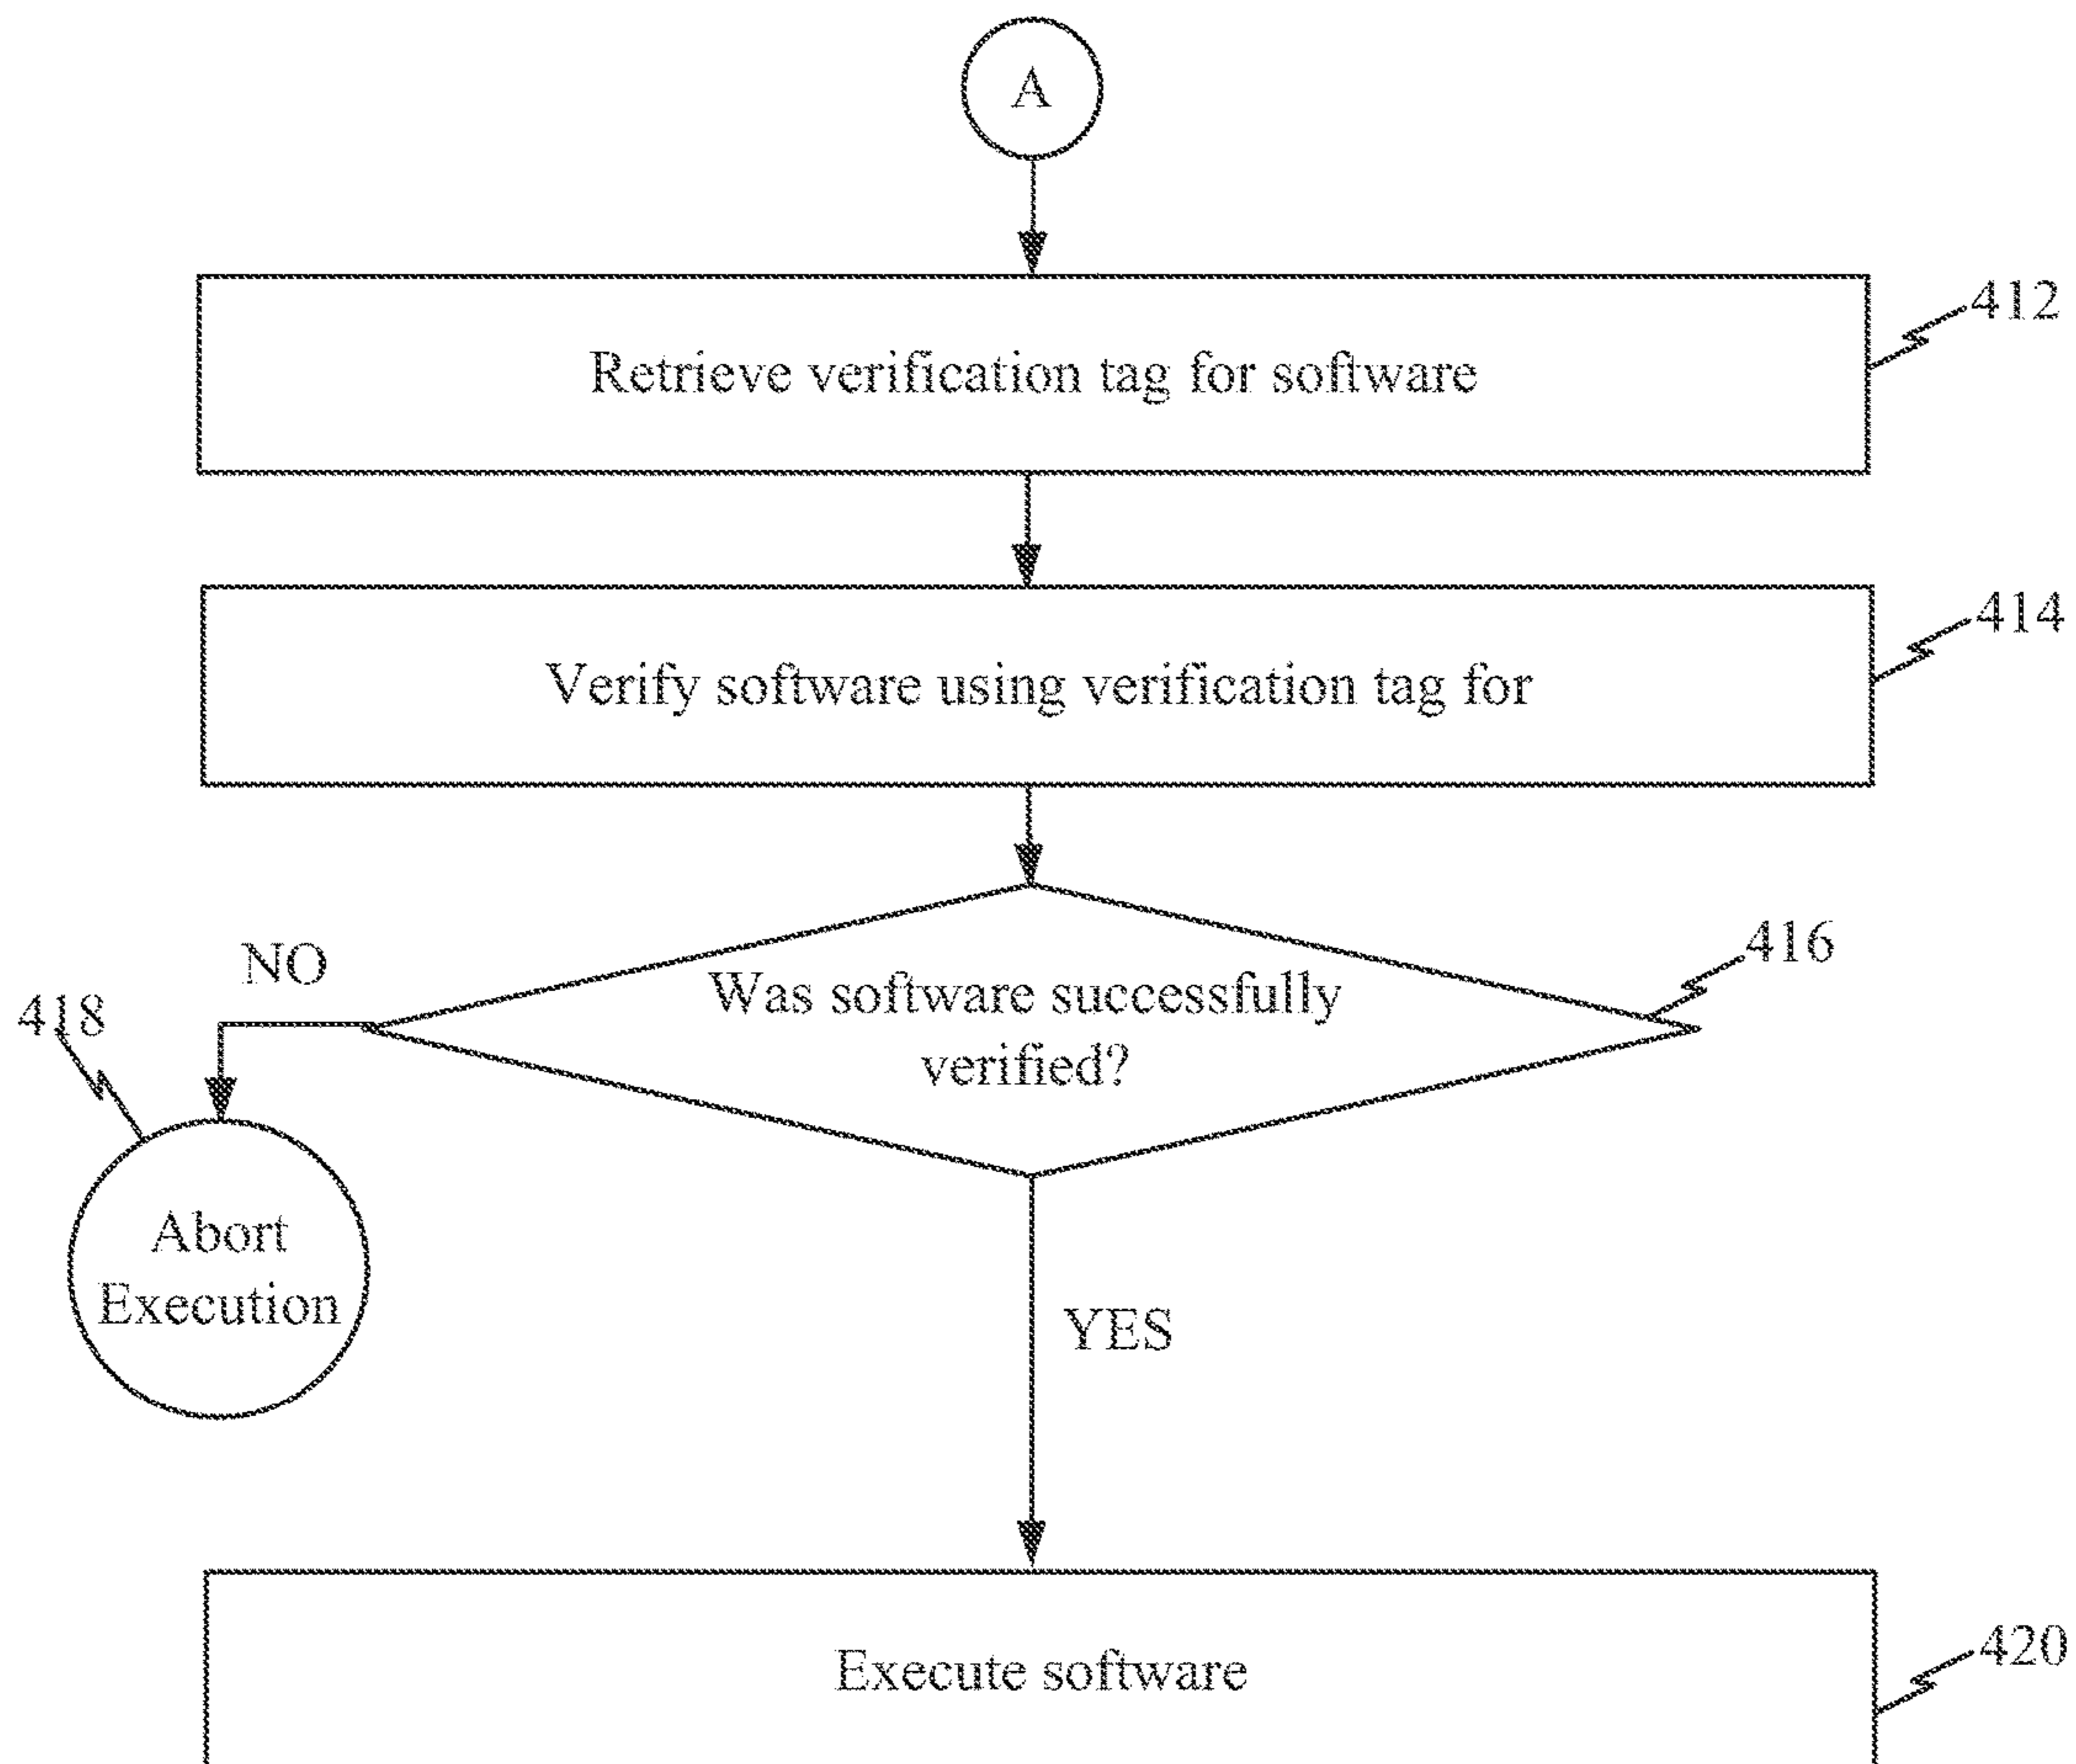 A
Retrieve verification tag for software
412
Verify software using verification tag for
414
NO
Was software successfully
verified?
416
418
Abort
Execution
YES
Execute software
420